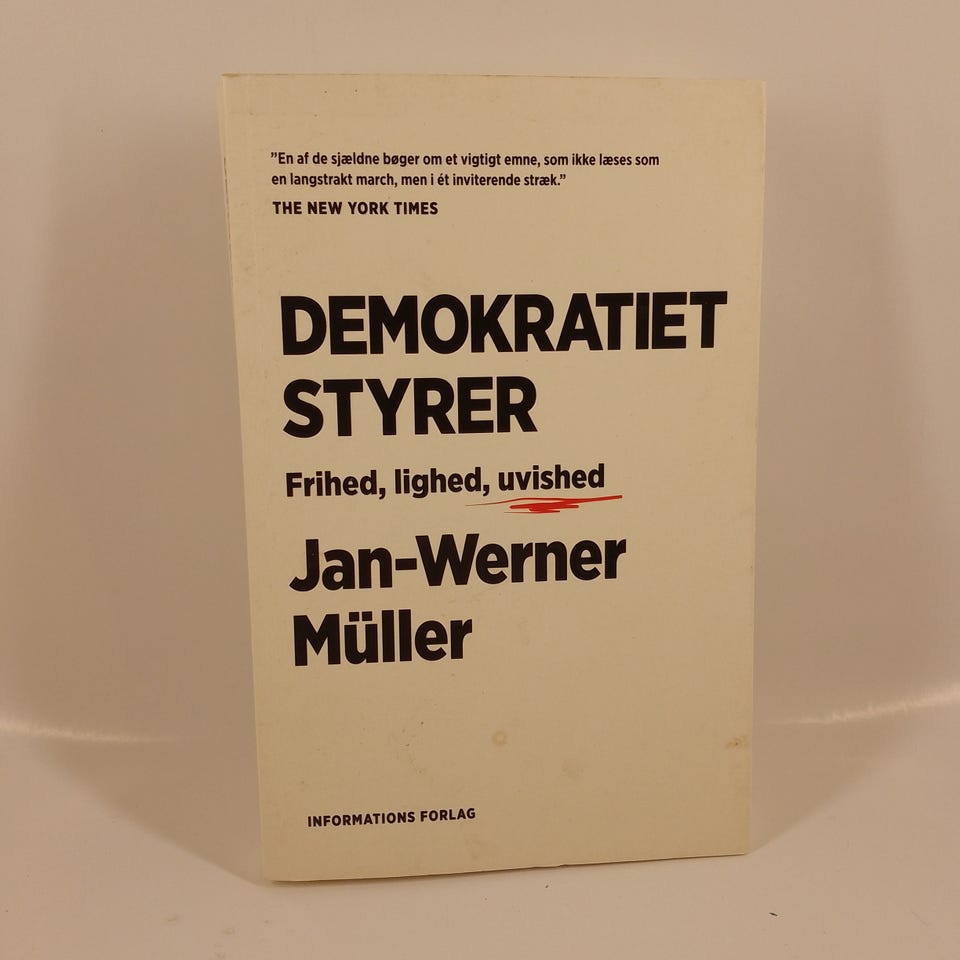 ”En af de sjældne bøger om et vigtigt emne, som ikke læses som
en langstrakt march, men i ét inviterende stræk.”
THE NEW YORK TIMES
DEMOKRATIET
STYRER
Frihed, lighed, uvished
Jan-Werner
Müller
INFORMATIONS FORLAG